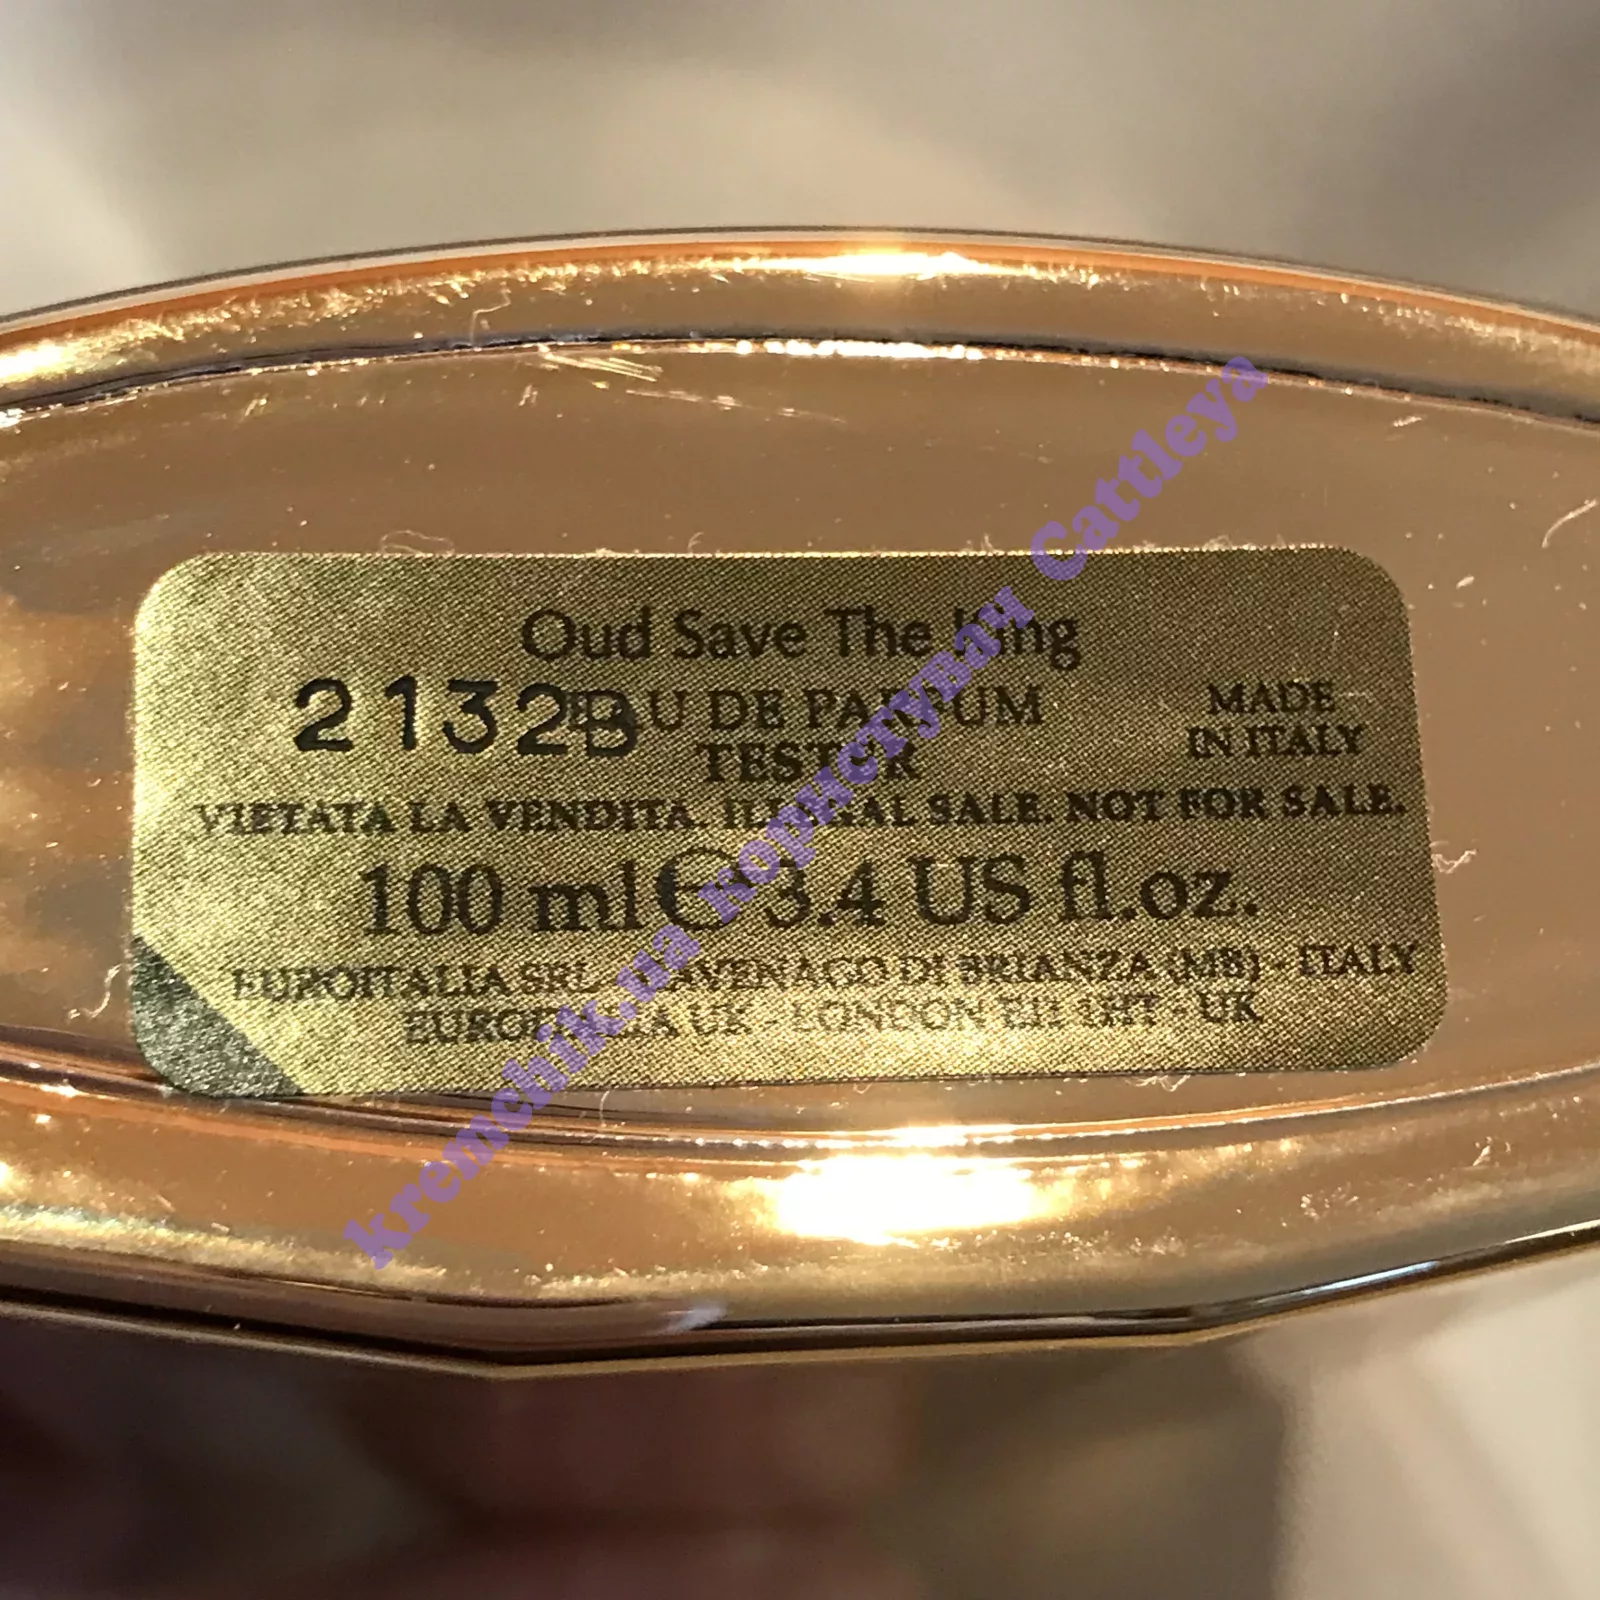 Oud Save The King
2132B
EAU DE PARFUM
TESTER
MADE
IN ITALY
VIETATA LA VENDITA. ILLEGAL SALE. NOT FOR SALE.
100 ml e 3.4 US fl.oz.
EUROITALIA SRL - CAVENAGO DI BRIANZA (MB) - ITALY
EUROITALIA UK - LONDON E11 1HT - UK
kremchik.ua користувач Cattleya